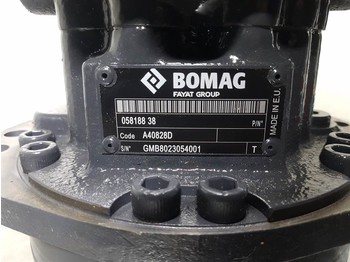 BOMAG
FAYAT GROUP
058188 38 P/N°
Code A40828D
S/N° GMB8023054001 T
MADE IN E.U.